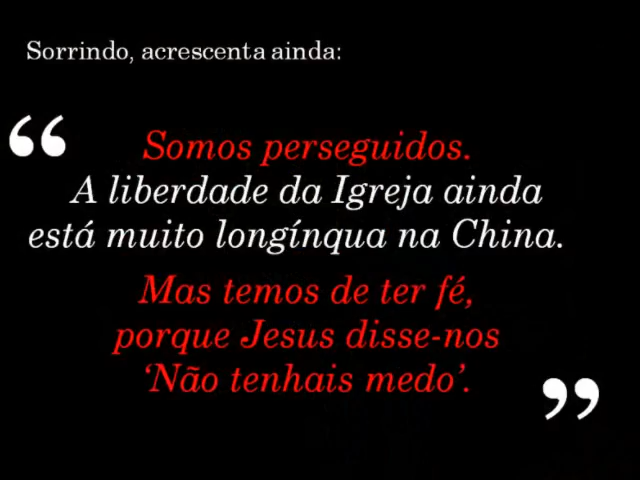 Sorrindo, acrescenta ainda:
“ Somos perseguidos.
A liberdade da Igreja ainda
está muito longínqua na China.
Mas temos de ter fé,
porque Jesus disse-nos
‘Não tenhais medo’. ”